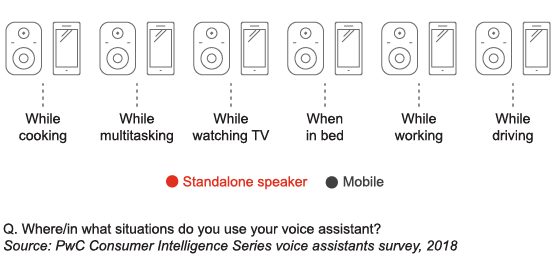 While cooking
While multitasking
While watching TV
When in bed
While working
While driving
Standalone speaker
Mobile
Q. Where/in what situations do you use your voice assistant?
Source: PwC Consumer Intelligence Series voice assistants survey, 2018